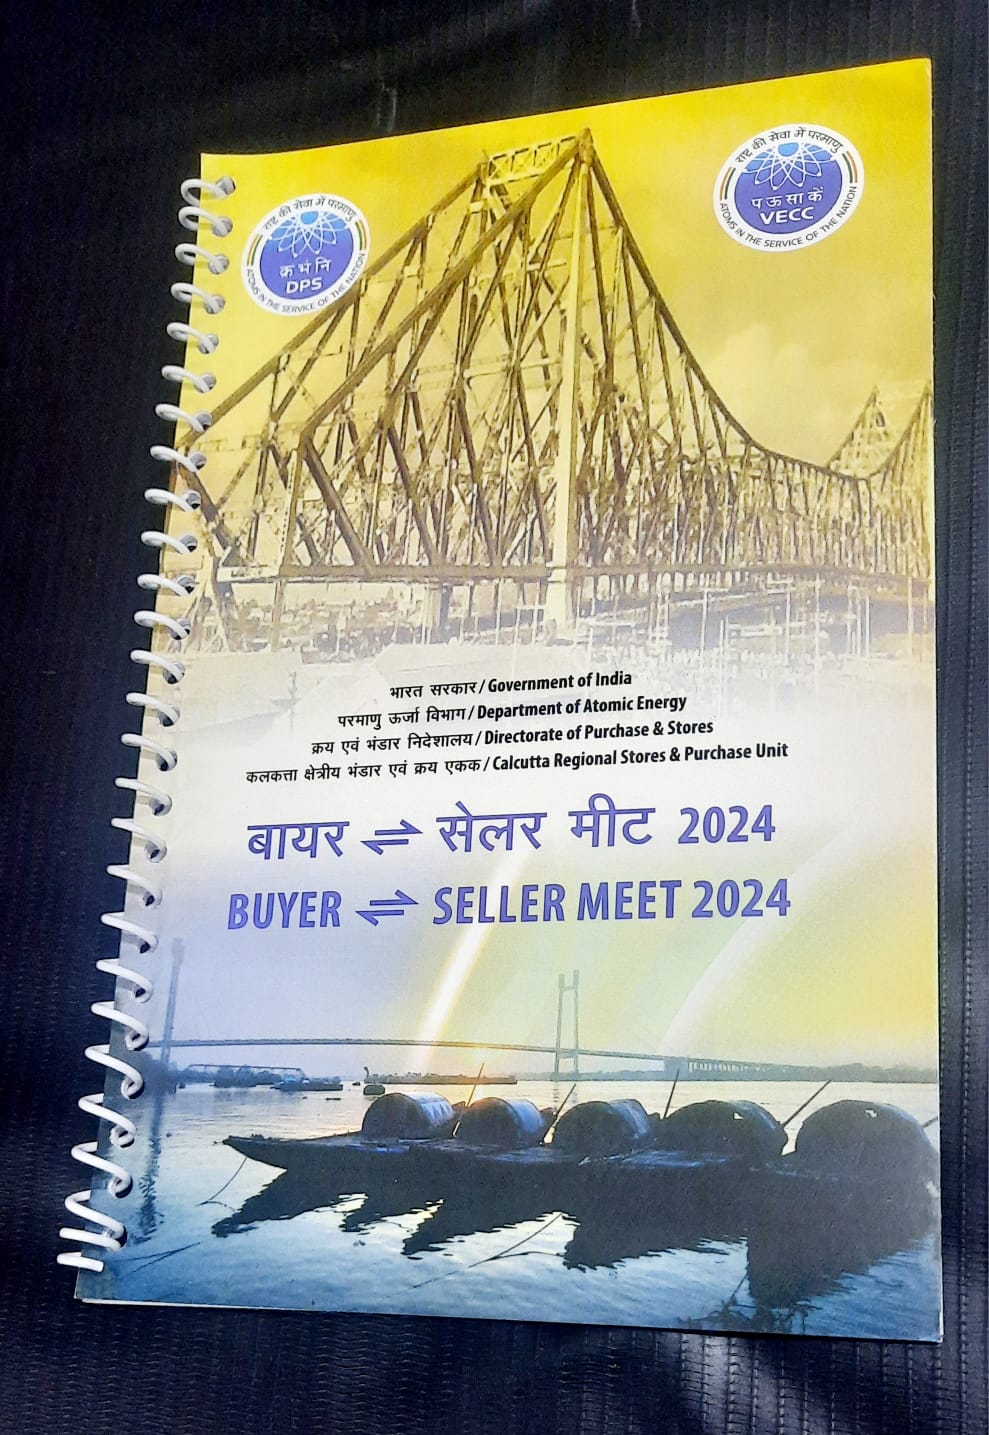 राष्ट्र की सेवा में परमाणु
क्र भं नि
DPS
ATOMS IN THE SERVICE OF THE NATION
राष्ट्र की सेवा में परमाणु
प ऊ सा कें
VECC
ATOMS IN THE SERVICE OF THE NATION
भारत सरकार / Government of India
परमाणु ऊर्जा विभाग / Department of Atomic Energy
क्रय एवं भंडार निदेशालय / Directorate of Purchase & Stores
कलकत्ता क्षेत्रीय भंडार एवं क्रय एकक / Calcutta Regional Stores & Purchase Unit
बायर ⇌ सेलर मीट 2024
BUYER ⇌ SELLER MEET 2024